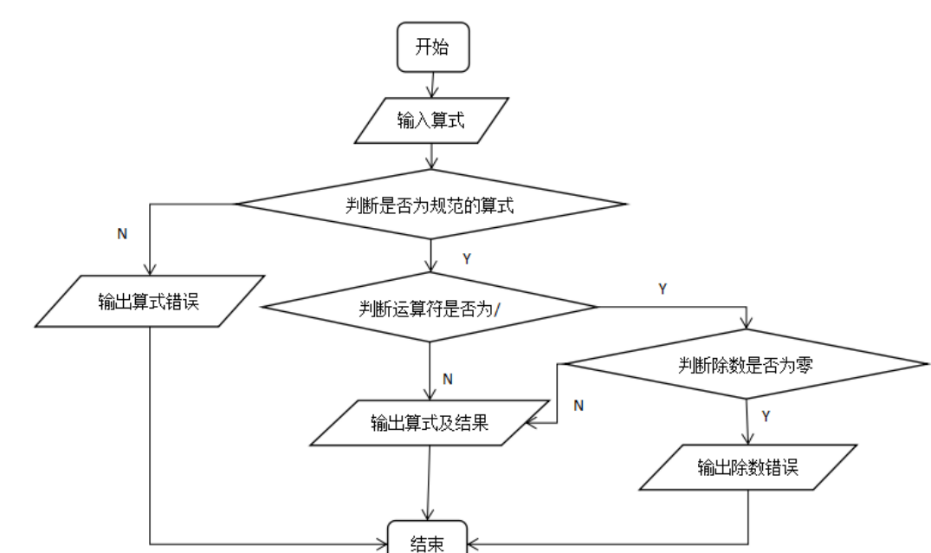 开始
输入算式
判断是否为规范的算式
N
Y
输出算式错误
判断运算符是否为/
Y
判断除数是否为零
N
N
Y
输出算式及结果
输出除数错误
结束